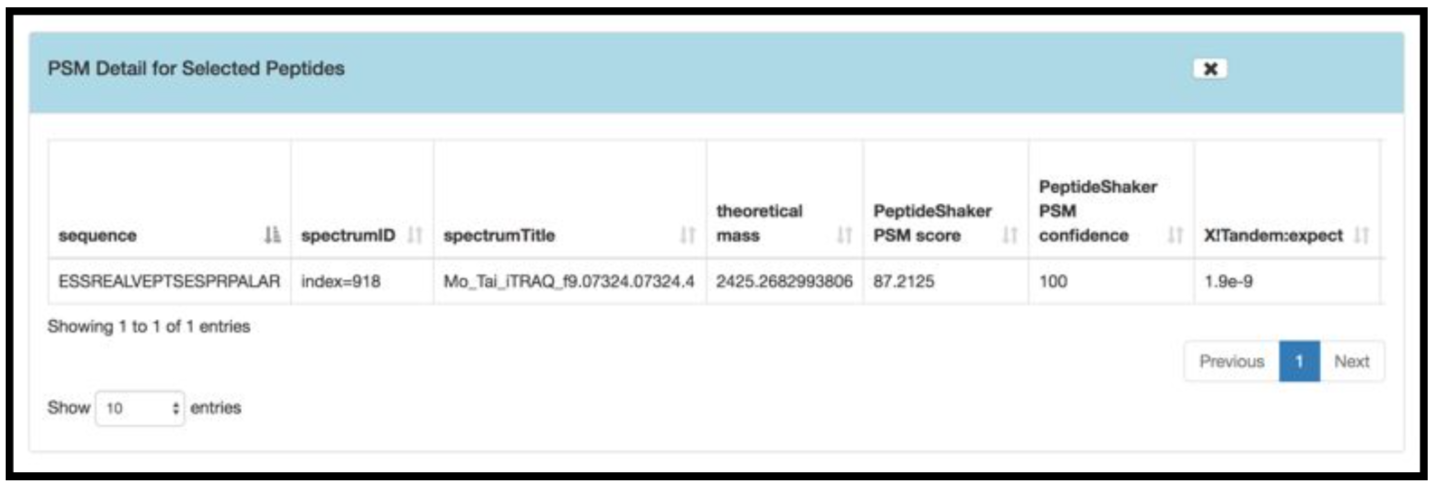 PSM Detail for Selected Peptides
sequence
spectrumID
spectrumTitle
theoretical
mass
PeptideShaker
PSM score
PeptideShaker
PSM
confidence
X!Tandem:expect
ESSREALVEPTSESPRPALAR index=918 Mo_Tai_iTRAQ_f9.07324.07324.4 2425.2682993806 87.2125 100 1.9e-9
Showing 1 to 1 of 1 entries
Previous 1 Next
Show 10 entries